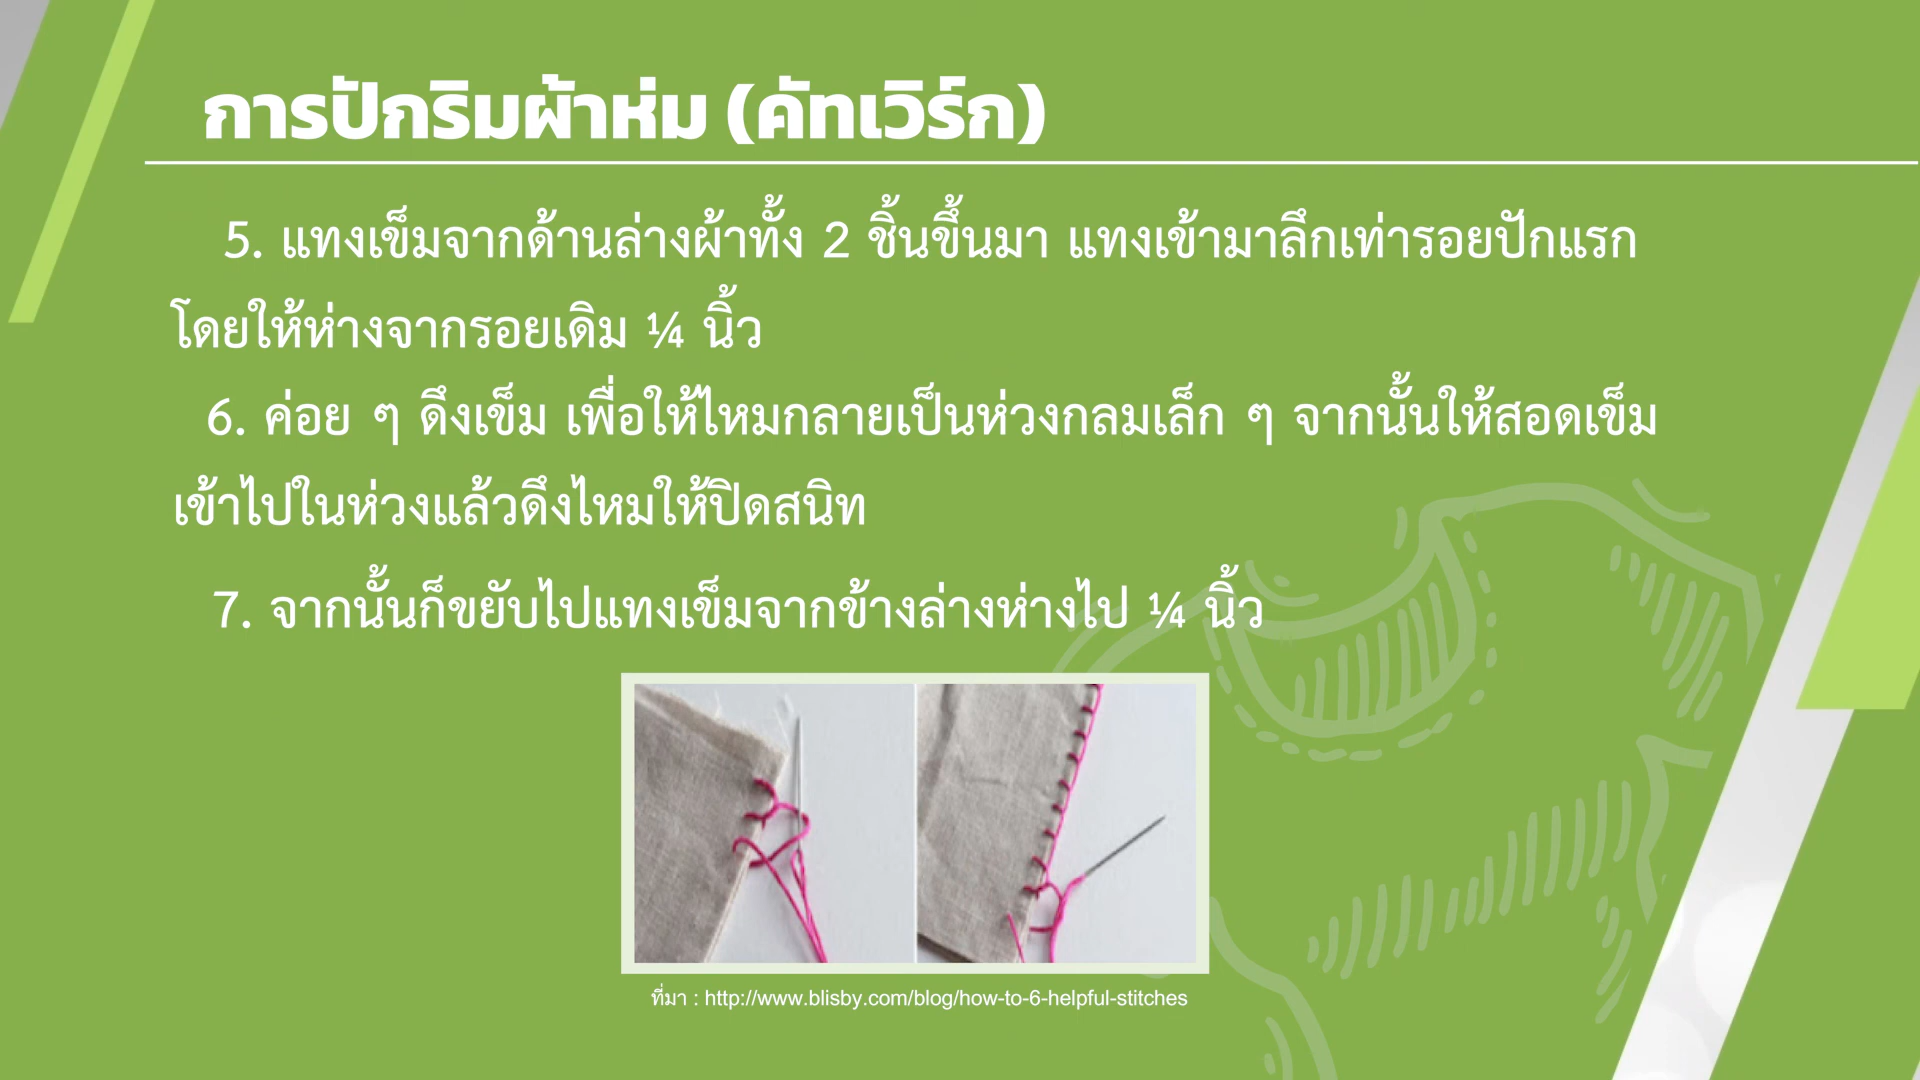 การปักริมผ้าห่ม (คัทเวิร์ก)
5. แทงเข็มจากด้านล่างผ้าทั้ง 2 ชิ้นขึ้นมา แทงเข้ามาลึกเท่ารอยปักแรก
โดยให้ห่างจากรอยเดิม ¼ นิ้ว
6. ค่อย ๆ ดึงเข็ม เพื่อให้ไหมกลายเป็นห่วงกลมเล็ก ๆ จากนั้นให้สอดเข็ม
เข้าไปในห่วงแล้วดึงไหมให้ปิดสนิท
7. จากนั้นก็ขยับไปแทงเข็มจากข้างล่างห่างไป ¼ นิ้ว
ที่มา : http://www.blisby.com/blog/how-to-6-helpful-stitches